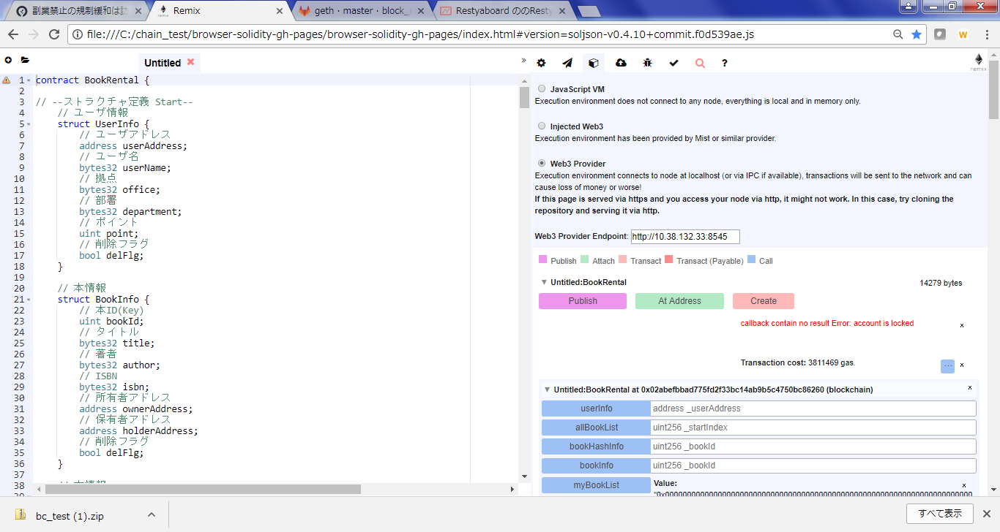 副業禁止の規制緩和は訪
Remix
geth · master · block_
Restyaboard ののResty
file:///C:/chain_test/browser-solidity-gh-pages/browser-solidity-gh-pages/index.html#version=soljson-v0.4.10+commit.f0d539ae.js
W
Untitled
»
?
remix
1 contract BookRental {
2
3 // --ストラクチャ定義 Start--
4 // ユーザ情報
5 struct UserInfo {
6 // ユーザアドレス
7 address userAddress;
8 // ユーザ名
9 bytes32 userName;
10 // 拠点
11 bytes32 office;
12 // 部署
13 bytes32 department;
14 // ポイント
15 uint point;
16 // 削除フラグ
17 bool delFlg;
18 }
19
20 // 本情報
21 struct BookInfo {
22 // 本ID(Key)
23 uint bookId;
24 // タイトル
25 bytes32 title;
26 // 著者
27 bytes32 author;
28 // ISBN
29 bytes32 isbn;
30 // 所有者アドレス
31 address ownerAddress;
32 // 保有者アドレス
33 address holderAddress;
34 // 削除フラグ
35 bool delFlg;
36 }
37
38
JavaScript VM
Execution environment does not connect to any node, everything is local and in memory only.
Injected Web3
Execution environment has been provided by Mist or similar provider.
Web3 Provider
Execution environment connects to node at localhost (or via IPC if available), transactions will be sent to the network and can
cause loss of money or worse!
If this page is served via https and you access your node via http, it might not work. In this case, try cloning the
repository and serving it via http.
Web3 Provider Endpoint: http://10.38.132.33:8545
Publish Attach Transact Transact (Payable) Call
Untitled:BookRental 14279 bytes
Publish At Address Create
callback contain no result Error: account is locked x
Transaction cost: 3811469 gas. ... x
Untitled:BookRental at 0x02abefbbad775fd2f33bc14ab9b5c4750bc86260 (blockchain) x
userInfo address _userAddress
allBookList uint256 _startIndex
bookHashInfo uint256 _bookId
bookInfo uint256 _bookId
myBookList Value: x
bc_test (1).zip
すべて表示